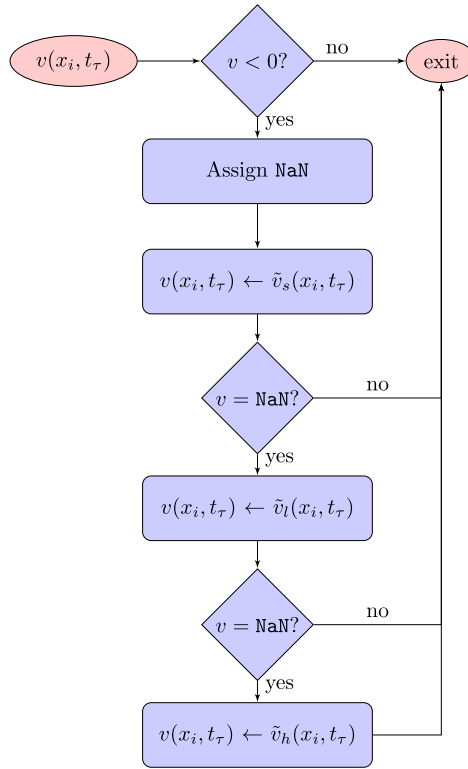 v(x_i, t_τ)
v < 0?
no
exit
yes
Assign NaN
v(x_i, t_τ) ← ṽ_s(x_i, t_τ)
v = NaN?
no
yes
v(x_i, t_τ) ← ṽ_l(x_i, t_τ)
v = NaN?
no
yes
v(x_i, t_τ) ← ṽ_h(x_i, t_τ)